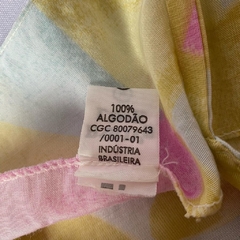 100%
ALGODÃO
CGC 80079643
/0001-01
INDÚSTRIA
BRASILEIRA